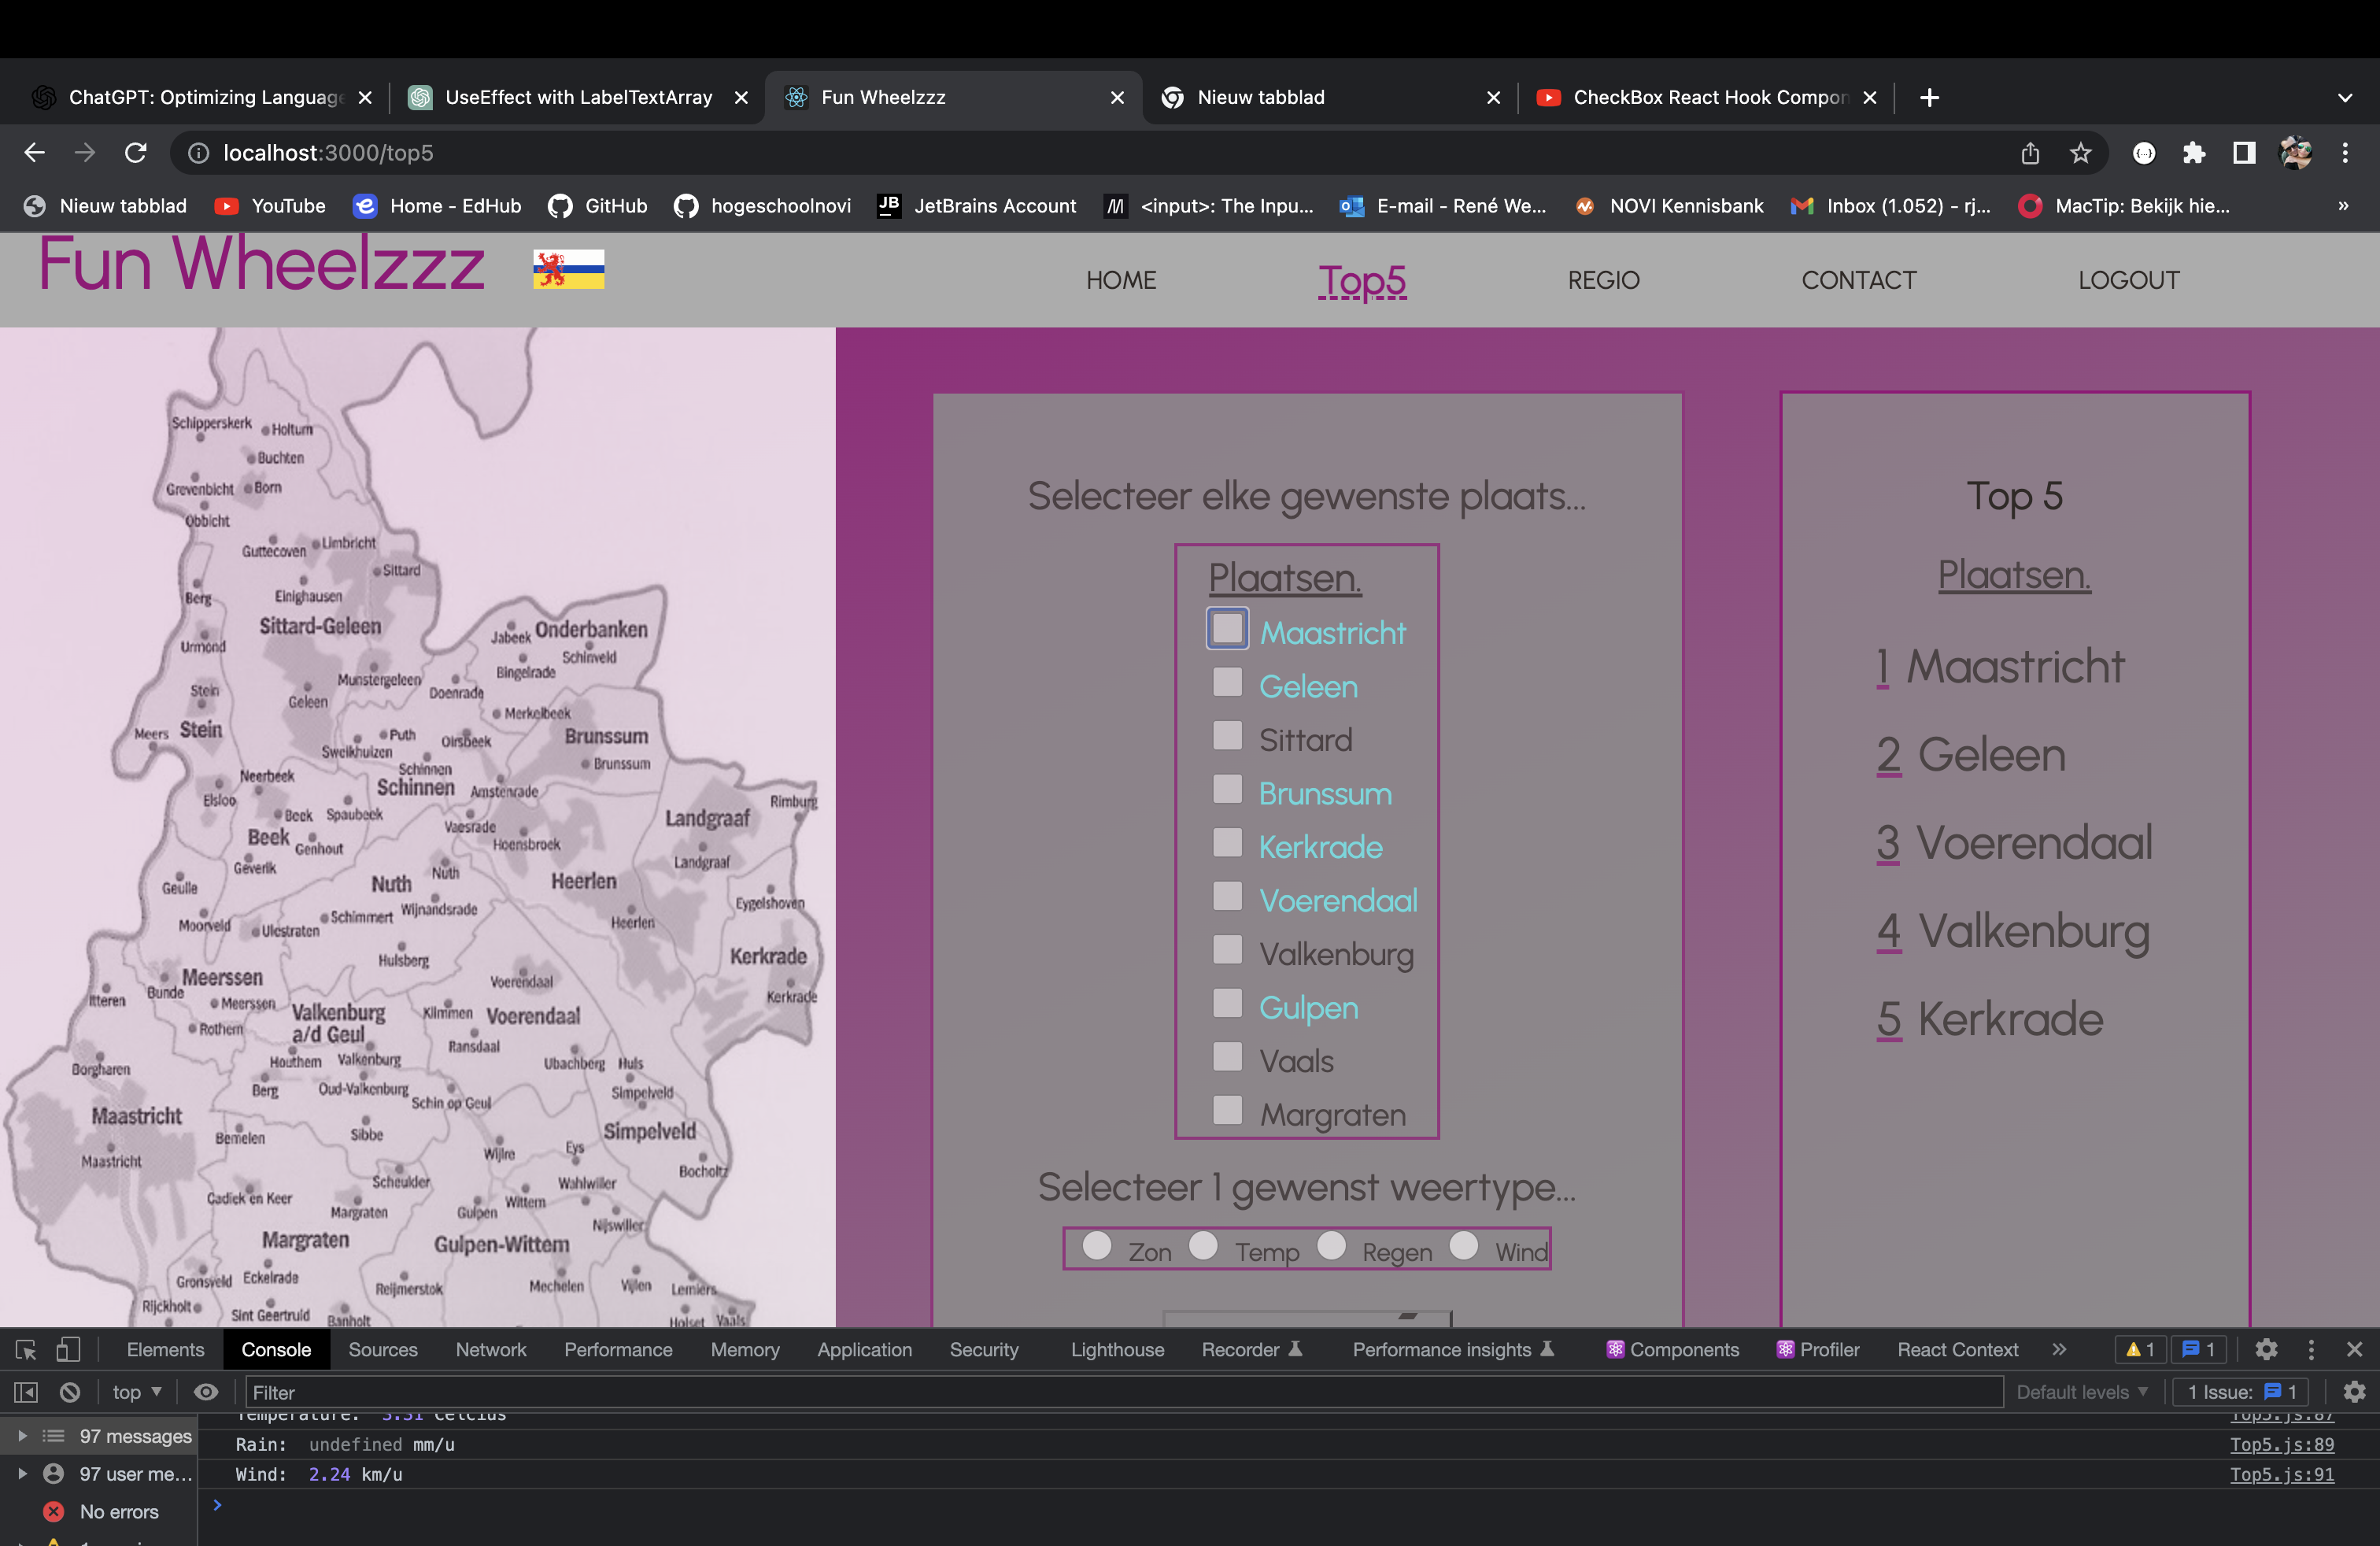 ChatGPT: Optimizing Language
UseEffect with LabelTextArray
Fun Wheelzzz
Nieuw tabblad
CheckBox React Hook Compon
localhost:3000/top5
Nieuw tabblad
YouTube
Home - EdHub
GitHub
hogeschoolnovi
JetBrains Account
<input>: The Inpu...
E-mail - René We...
NOVI Kennisbank
Inbox (1.052) - rj...
MacTip: Bekijk hie...
»
Fun Wheelzzz
HOME
Top5
REGIO
CONTACT
LOGOUT
Schipperskerk
Holtum
Buchten
Grevenbicht
Born
Obbicht
Guttecoven
Limbricht
Sittard
Berg
Einighausen
Sittard-Geleen
Urmond
Jabeek
Onderbanken
Schinveld
Bingelrade
Munstergeleen
Doenrade
Stein
Geleen
Merkelbeek
Meers
Stein
Puth
Sweikhuizen
Oirsbeek
Brunssum
Schinnen
Brunssum
Neerbeek
Schinnen
Amstenrade
Elsloo
Rimburg
Beek
Spaubeek
Landgraaf
Vaesrade
Beek
Genhout
Hoensbroek
Geverik
Landgraaf
Nuth
Nuth
Heerlen
Geulle
Wijnandsrade
Eygelshoven
Moorveld
Schimmert
Heerlen
Ulestraten
Kerkrade
Hulsberg
Meerssen
Voerendaal
Bunde
Itteren
Meerssen
Kerkrade
Valkenburg
a/d Geul
Klimmen
Voerendaal
Rothem
Ransdaal
Houthem
Valkenburg
Ubachberg
Huls
Borgharen
Berg
Oud-Valkenburg
Schin op Geul
Simpelveld
Maastricht
Bemelen
Sibbe
Simpelveld
Maastricht
Wijlre
Eys
Bocholtz
Scheulder
Wahlwiller
Cadier en Keer
Margraten
Gulpen
Wittem
Nijswiller
Margraten
Gulpen-Wittem
Gronsveld
Eckelrade
Reijmerstok
Mechelen
Vijlen
Lemiers
Rijckholt
Sint Geertruid
Banholt
Holset
Vaals
Selecteer elke gewenste plaats...
Plaatsen.
Maastricht
Geleen
Sittard
Brunssum
Kerkrade
Voerendaal
Valkenburg
Gulpen
Vaals
Margraten
Selecteer 1 gewenst weertype...
Zon Temp Regen Wind
Top 5
Plaatsen.
1 Maastricht
2 Geleen
3 Voerendaal
4 Valkenburg
5 Kerkrade
Elements
Console
Sources
Network
Performance
Memory
Application
Security
Lighthouse
Recorder
Performance insights
Components
Profiler
React Context
»
1
1
top
Filter
Default levels
1 Issue: 1
97 messages
97 user me...
No errors
Temperature: 3.31 Celcius Top5.js:87
Rain: undefined mm/u Top5.js:89
Wind: 2.24 km/u Top5.js:91